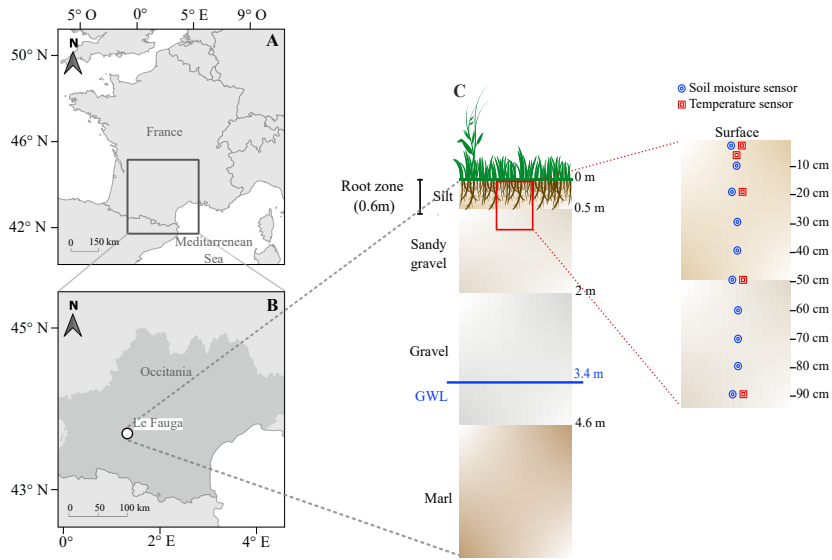 5° O 0° 5° E 9° O
A
N
50° N
46° N
42° N
France
0 150 km
Meditarrenean
Sea
B
N
45° N
43° N
Occitania
Le Fauga
0 50 100 km
0° 2° E 4° E
C
Soil moisture sensor
Temperature sensor
Root zone
(0.6m)
Silt
0 m
0.5 m
Sandy
gravel
2 m
Gravel
3.4 m
GWL
4.6 m
Marl
Surface
10 cm
20 cm
30 cm
40 cm
50 cm
60 cm
70 cm
80 cm
90 cm